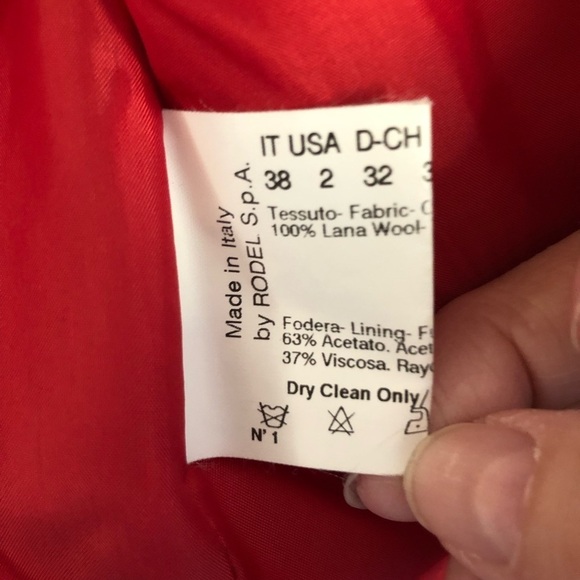 IT USA D-CH
38 2 32
Tessuto- Fabric-
100% Lana Wool-
Made in Italy
by RODEL S.p.A.
Fodera- Lining-
63% Acetato.
37% Viscosa.
Dry Clean Only/
N' 1